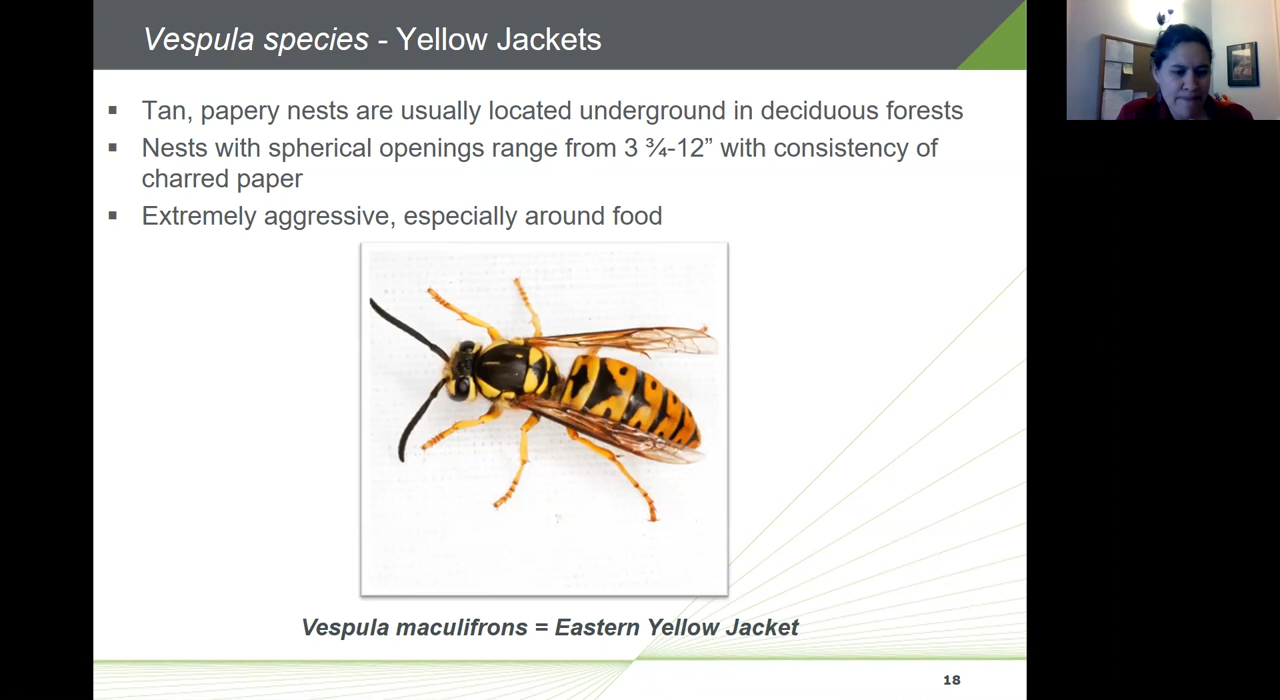 Vespula species - Yellow Jackets
▪ Tan, papery nests are usually located underground in deciduous forests
▪ Nests with spherical openings range from 3 ¾-12” with consistency of
charred paper
▪ Extremely aggressive, especially around food
Vespula maculifrons = Eastern Yellow Jacket
18